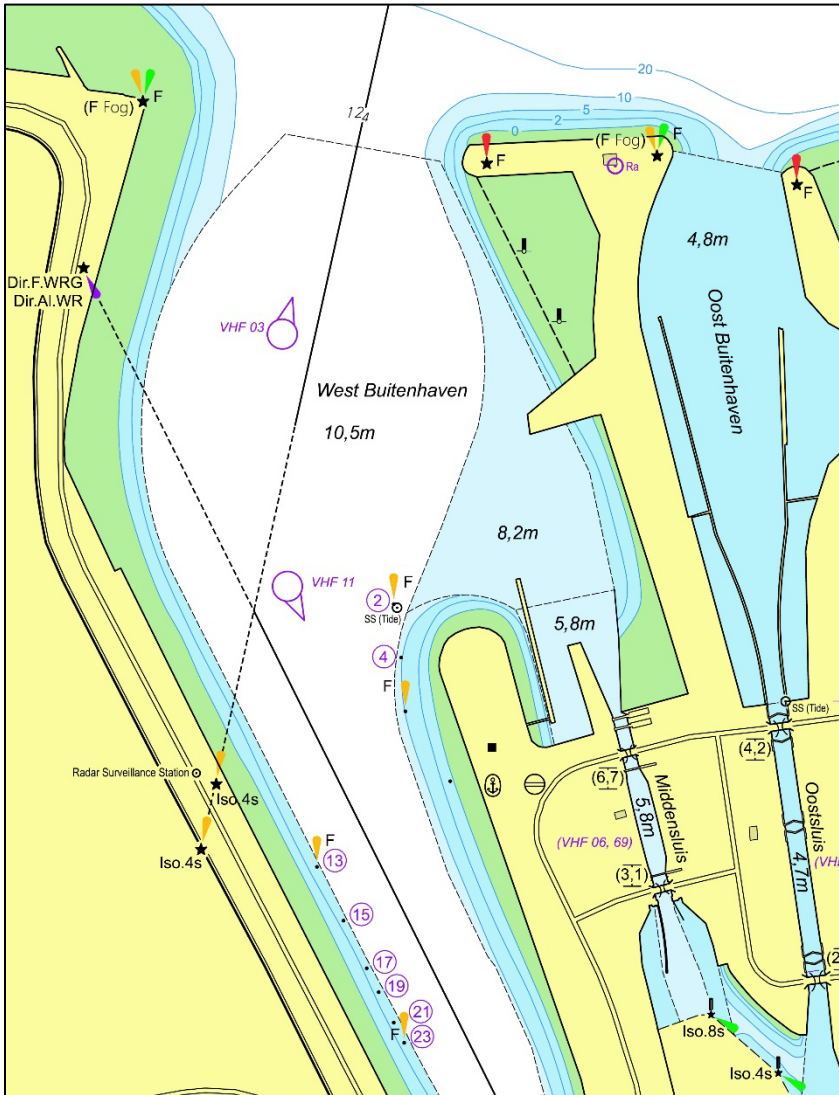 20
10
5
2
0
F
(F Fog)
12₄
F
(F Fog)
F
Ra
F
4,8m
Oost Buitenhaven
Dir.F.WRG
Dir.Al.WR
VHF 03
West Buitenhaven
10,5m
8,2m
VHF 11
F
2
SS (Tide)
5,8m
4
F
SS (Tide)
(4,2)
Radar Surveillance Station
Iso.4s
(6,7)
Middensluis
Oostsluis
5,8m
Iso.4s
F
13
(VHF 06, 69)
4,7m
(VH
(3,1)
15
17
19
(2
21
F
23
Iso.8s
Iso.4s